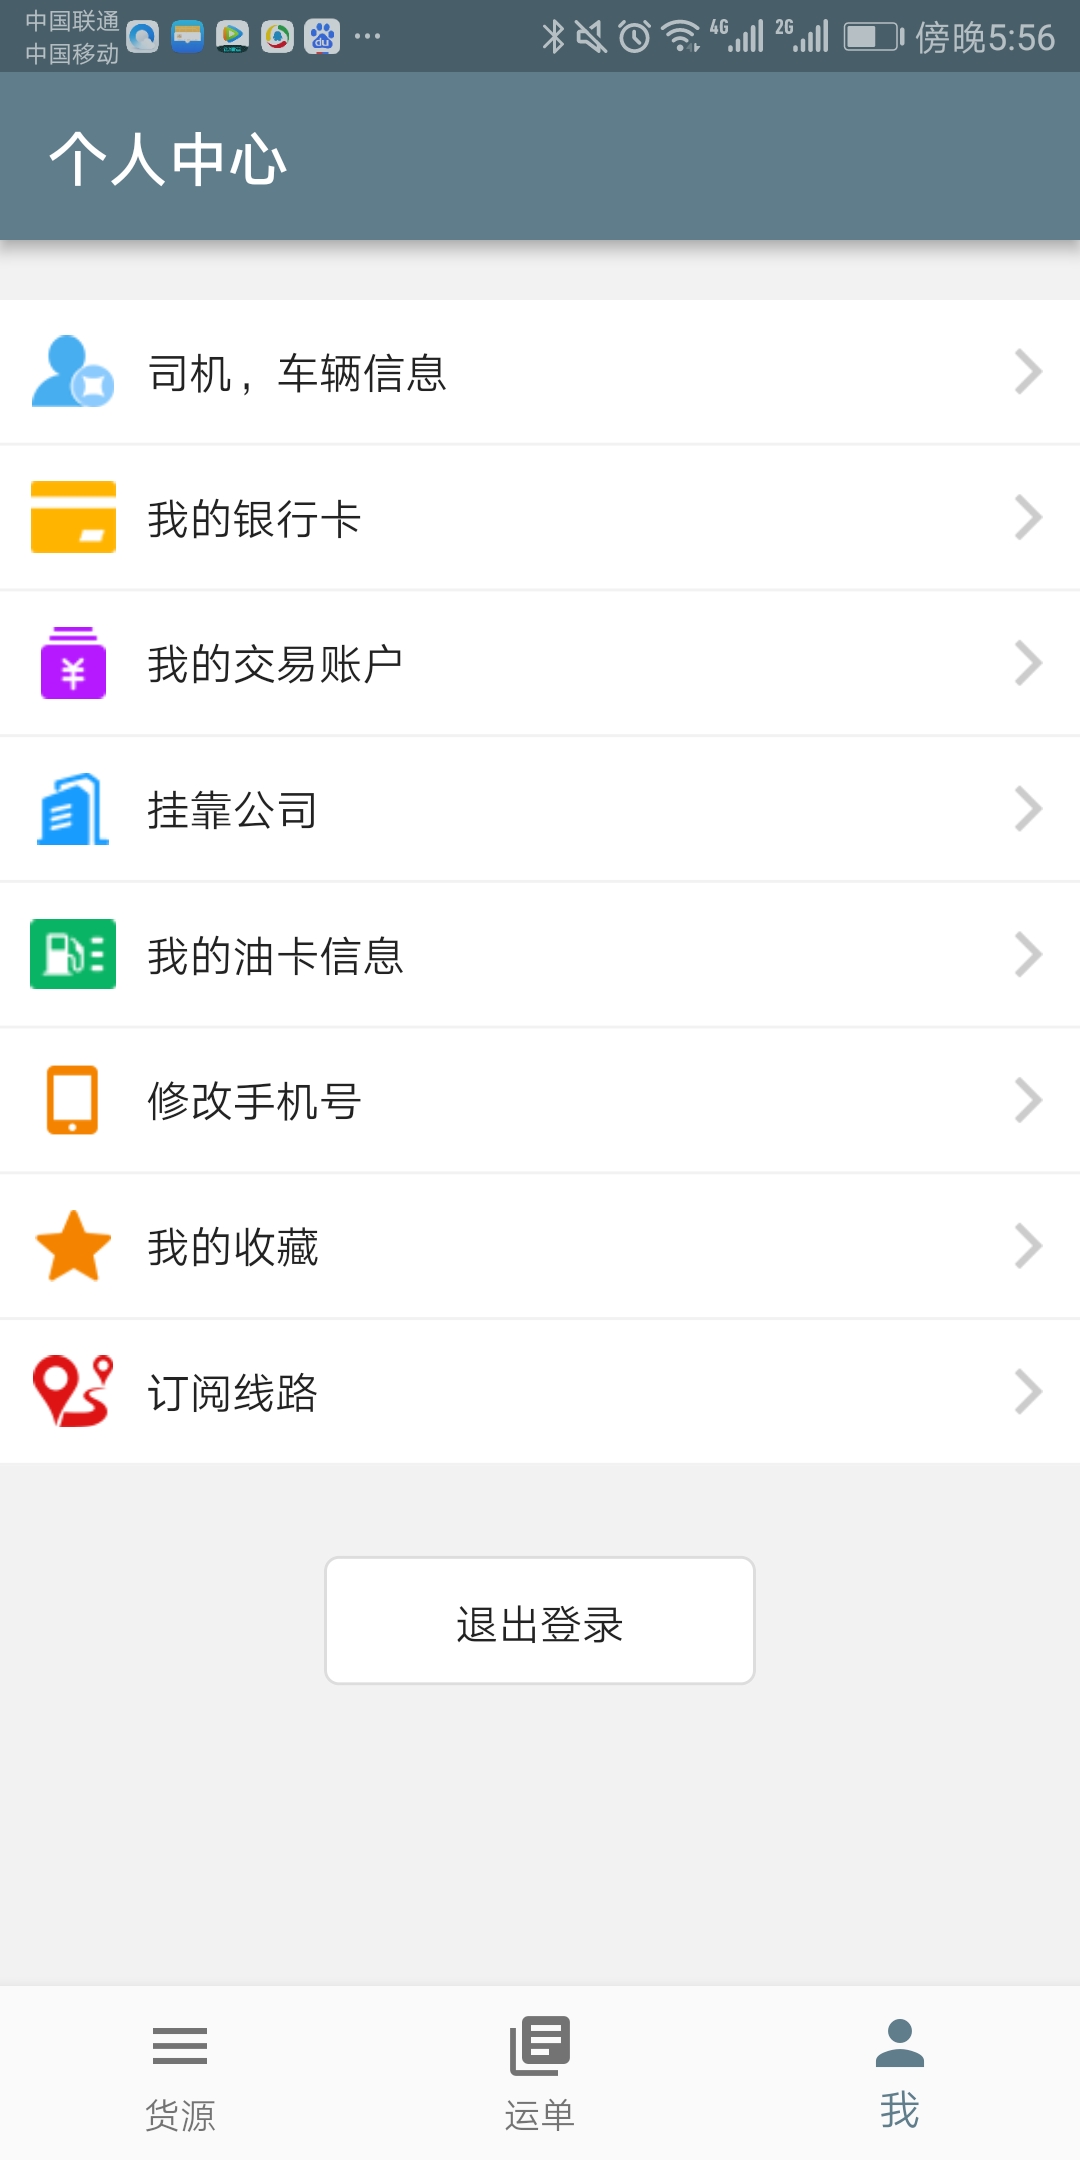 中国联通
中国移动
4G 2G 傍晚5:56
个人中心
司机，车辆信息
我的银行卡
我的交易账户
挂靠公司
我的油卡信息
修改手机号
我的收藏
订阅线路
退出登录
货源 运单 我